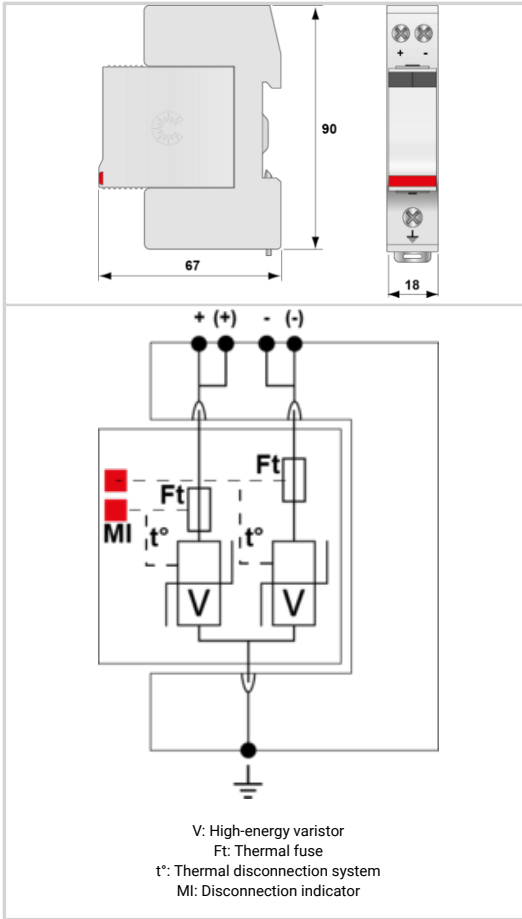 + -
90
67
18
+ (+) - (-)
-
Ft
Ft
MI
t°
t°
V
V
V: High-energy varistor
Ft: Thermal fuse
t°: Thermal disconnection system
MI: Disconnection indicator